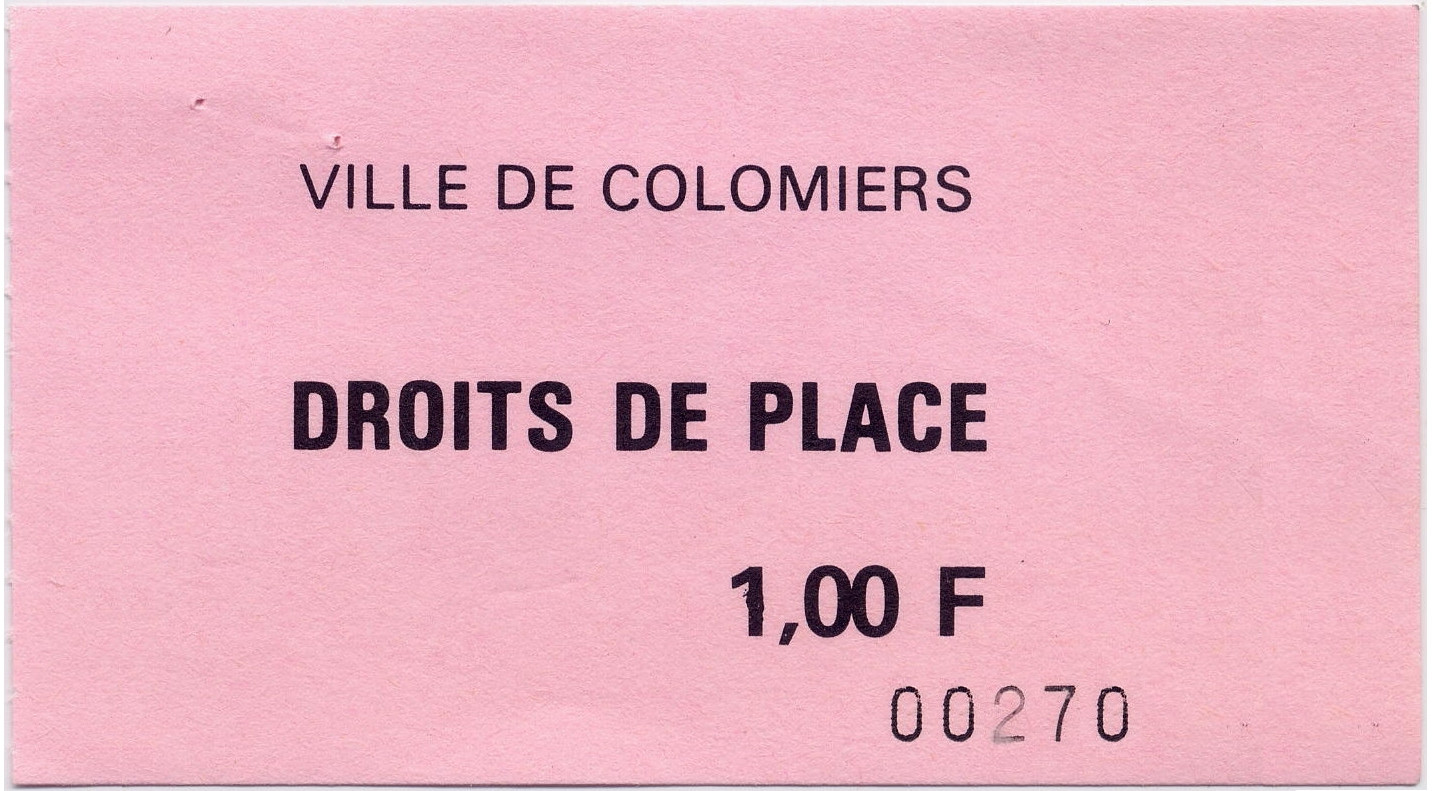 VILLE DE COLOMIERS
DROITS DE PLACE
1,00 F
00270